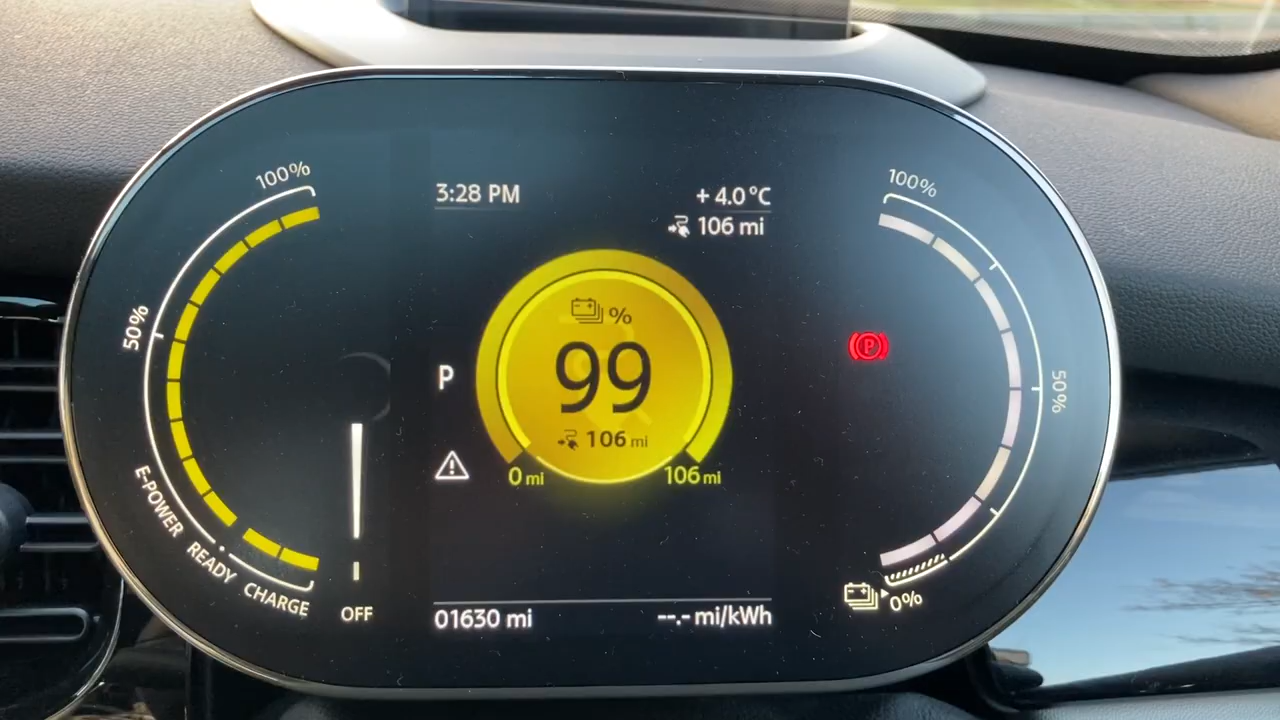 100%
50%
E-POWER
READY
CHARGE
OFF
3:28 PM
+ 4.0°C
106 mi
%
99
106 mi
0 mi
106 mi
P
01630 mi
--.- mi/kWh
P
100%
50%
0%